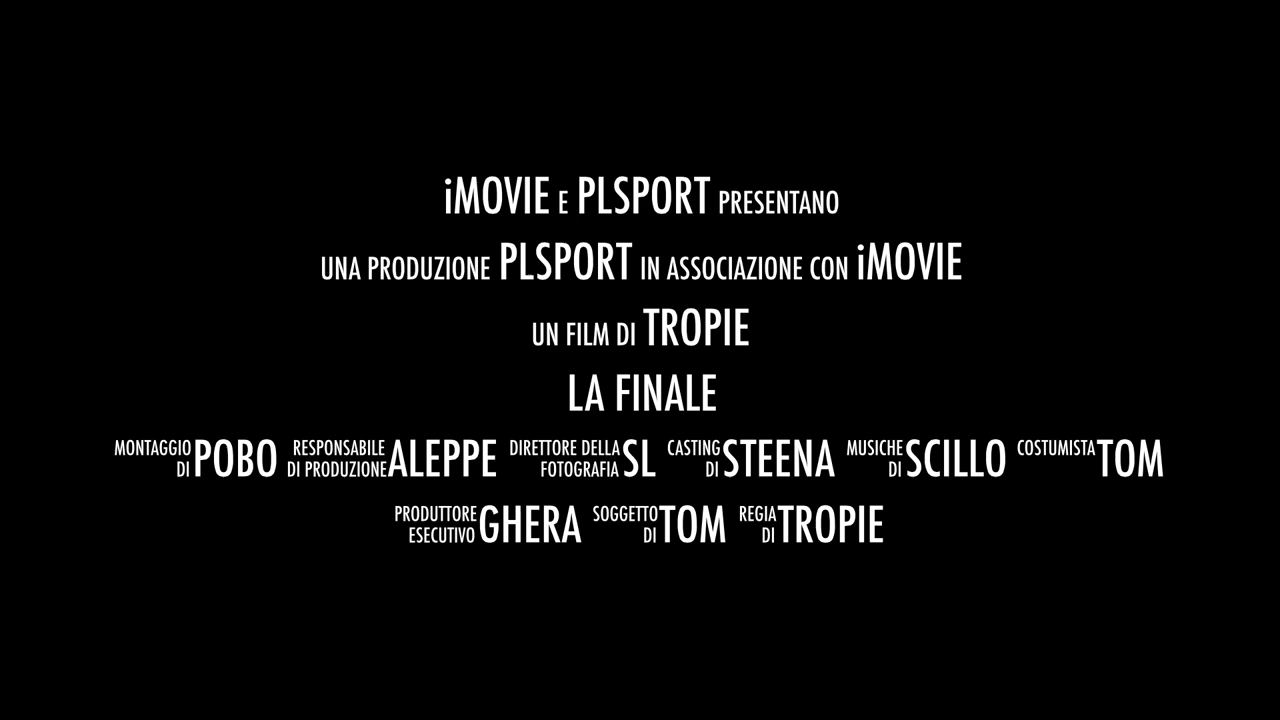 iMOVIE E PLSPORT PRESENTANO
UNA PRODUZIONE PLSPORT IN ASSOCIAZIONE CON iMOVIE
UN FILM DI TROPIE
LA FINALE
MONTAGGIO DI POBO RESPONSABILE DI PRODUZIONE ALEPPE DIRETTORE DELLA FOTOGRAFIA SL CASTING DI STEENA MUSICHE DI SCILLO COSTUMISTA TOM
PRODUTTORE ESECUTIVO GHERA SOGGETTO DI TOM REGIA DI TROPIE